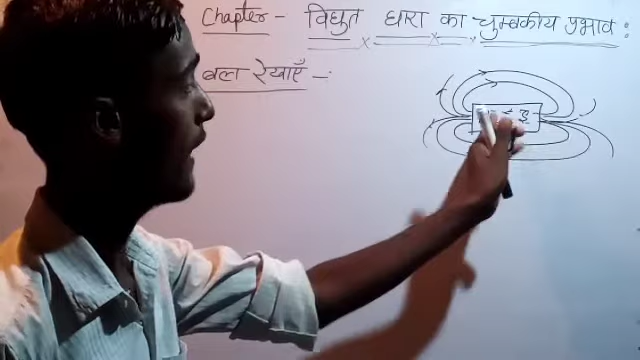 Chapter - विद्युत धारा का चुम्बकीय प्रभाव :
बल रेखाएँ - :